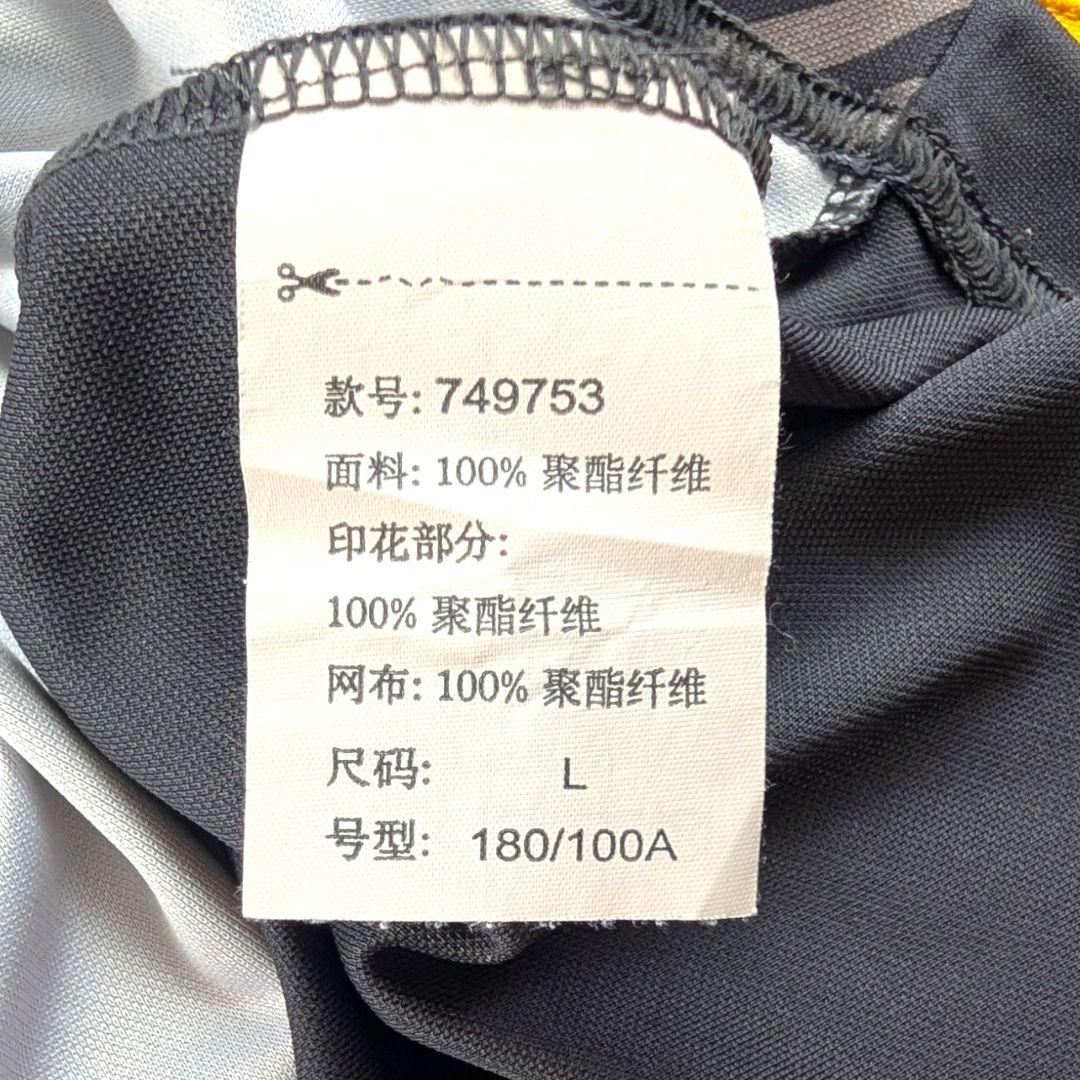 款号: 749753
面料: 100% 聚酯纤维
印花部分:
100% 聚酯纤维
网布: 100% 聚酯纤维
尺码: L
号型: 180/100A